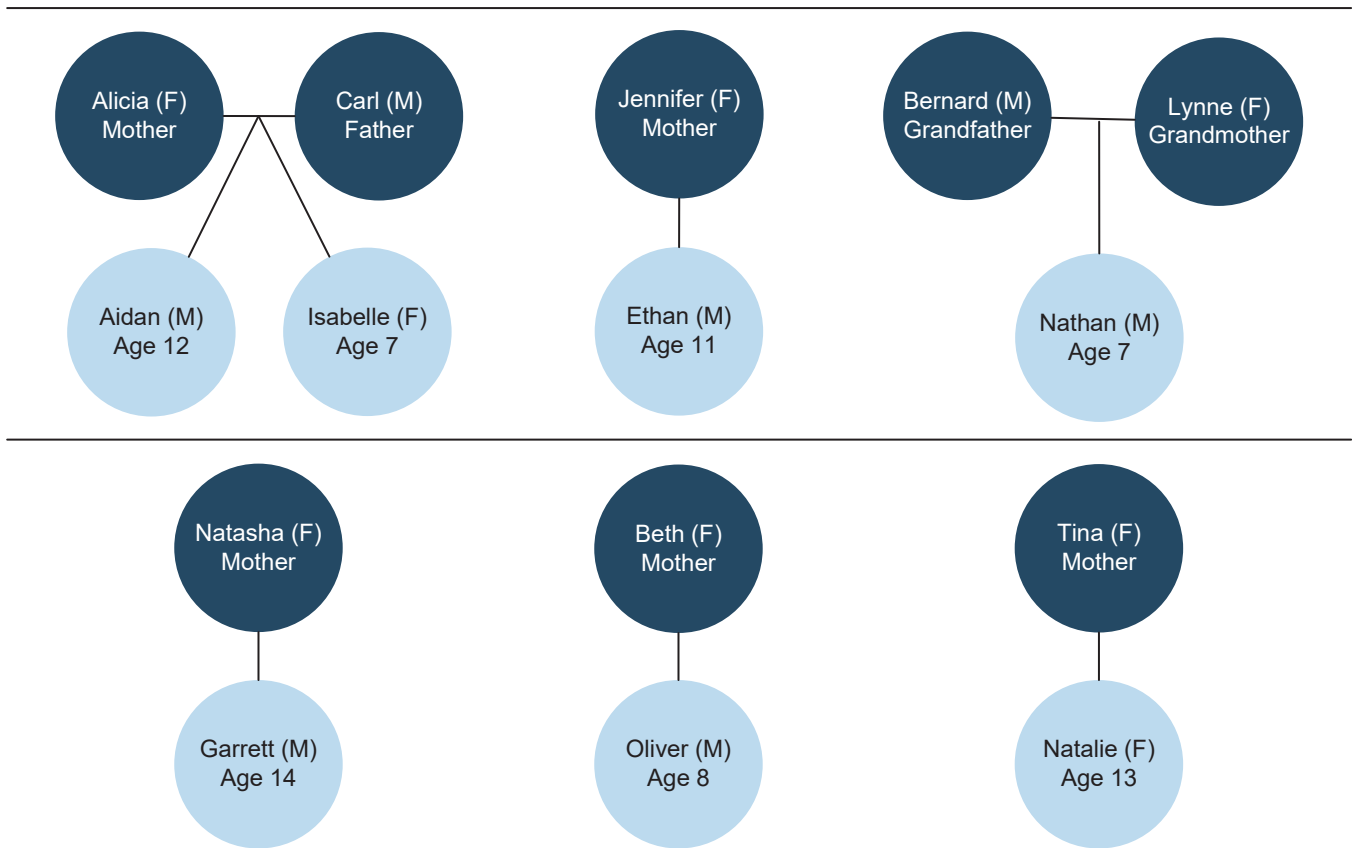 Alicia (F)
Mother
Carl (M)
Father
Jennifer (F)
Mother
Bernard (M)
Grandfather
Lynne (F)
Grandmother
Aidan (M)
Age 12
Isabelle (F)
Age 7
Ethan (M)
Age 11
Nathan (M)
Age 7
Natasha (F)
Mother
Beth (F)
Mother
Tina (F)
Mother
Garrett (M)
Age 14
Oliver (M)
Age 8
Natalie (F)
Age 13